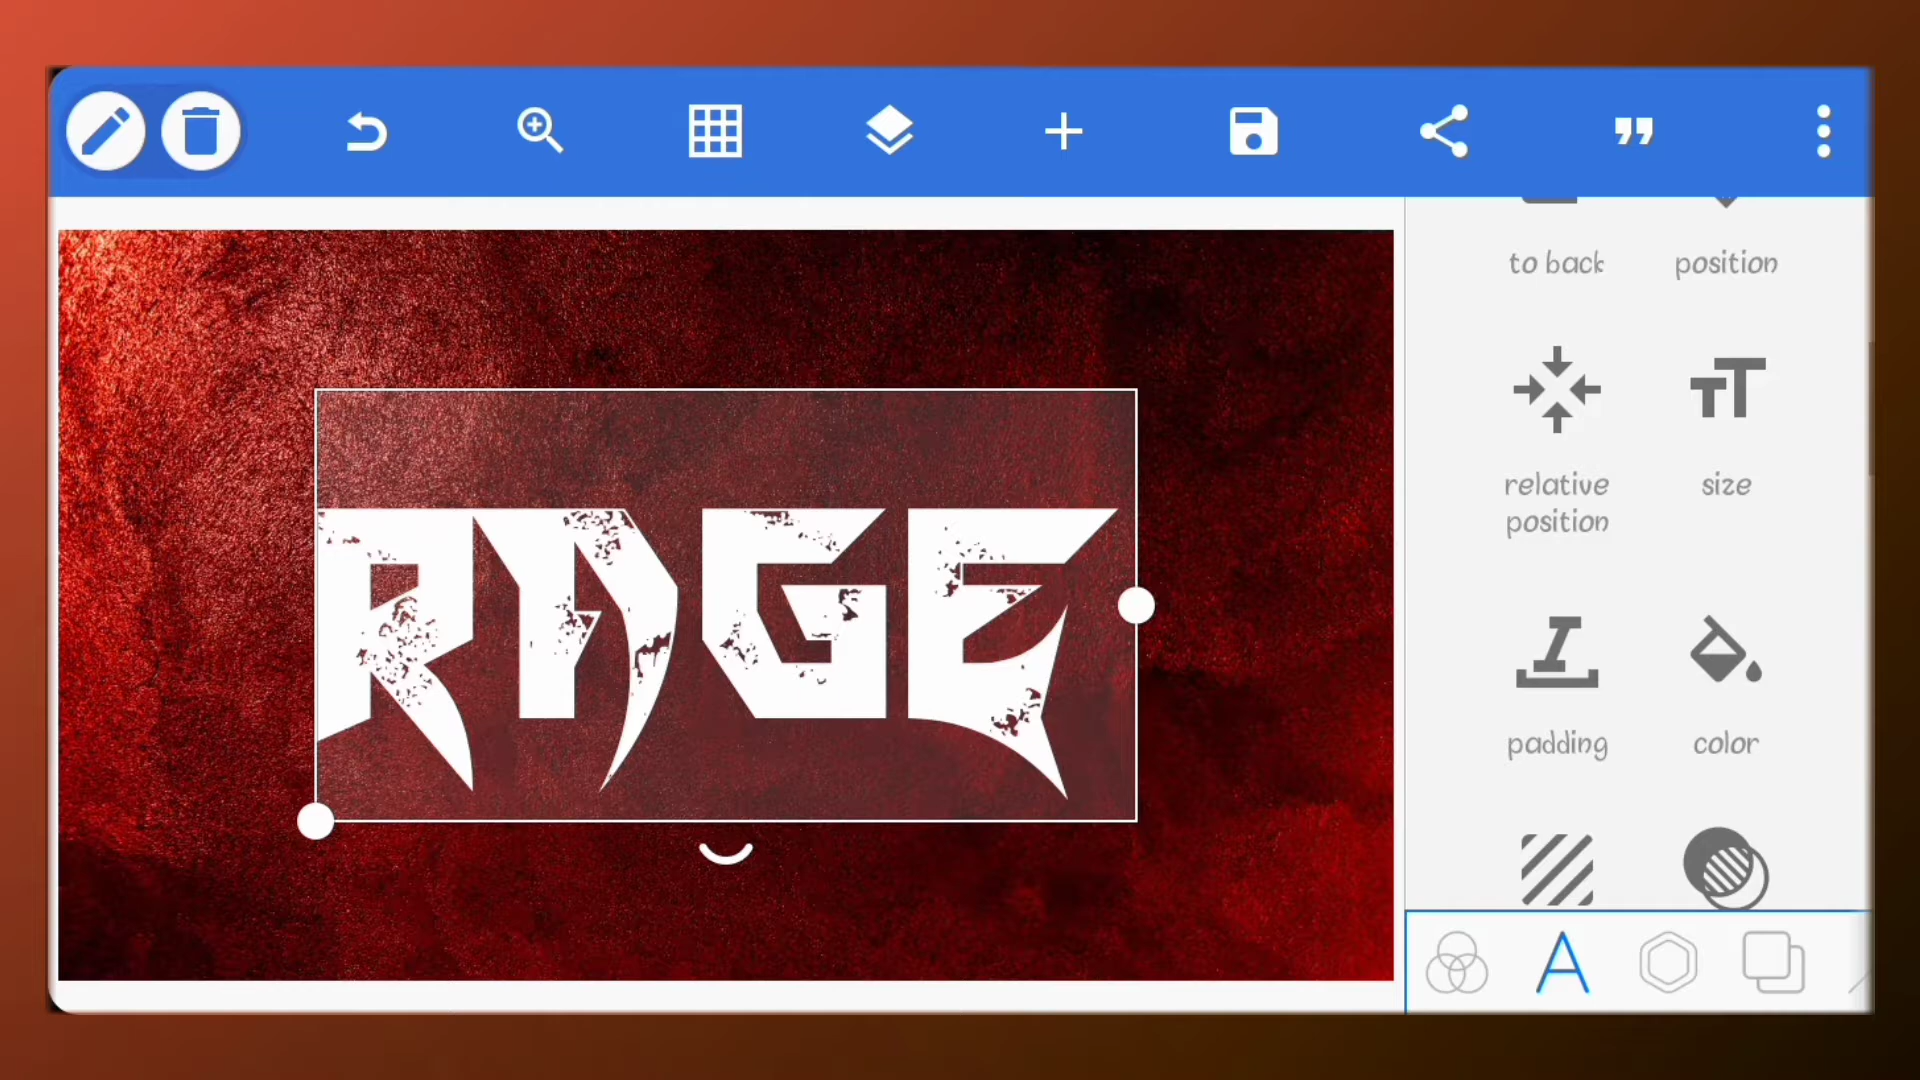 to back
position
RAGE
relative
position
size
padding
color